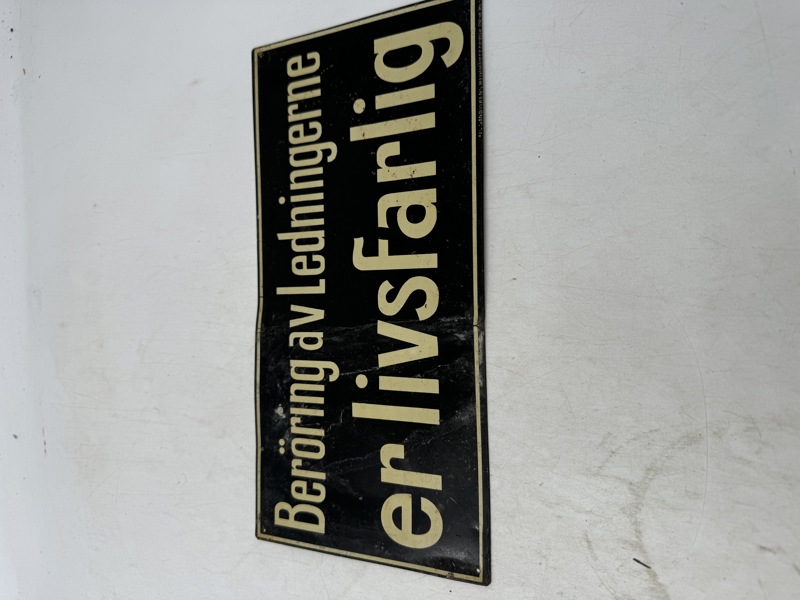 Beröring av Ledningerne
er livsfarlig